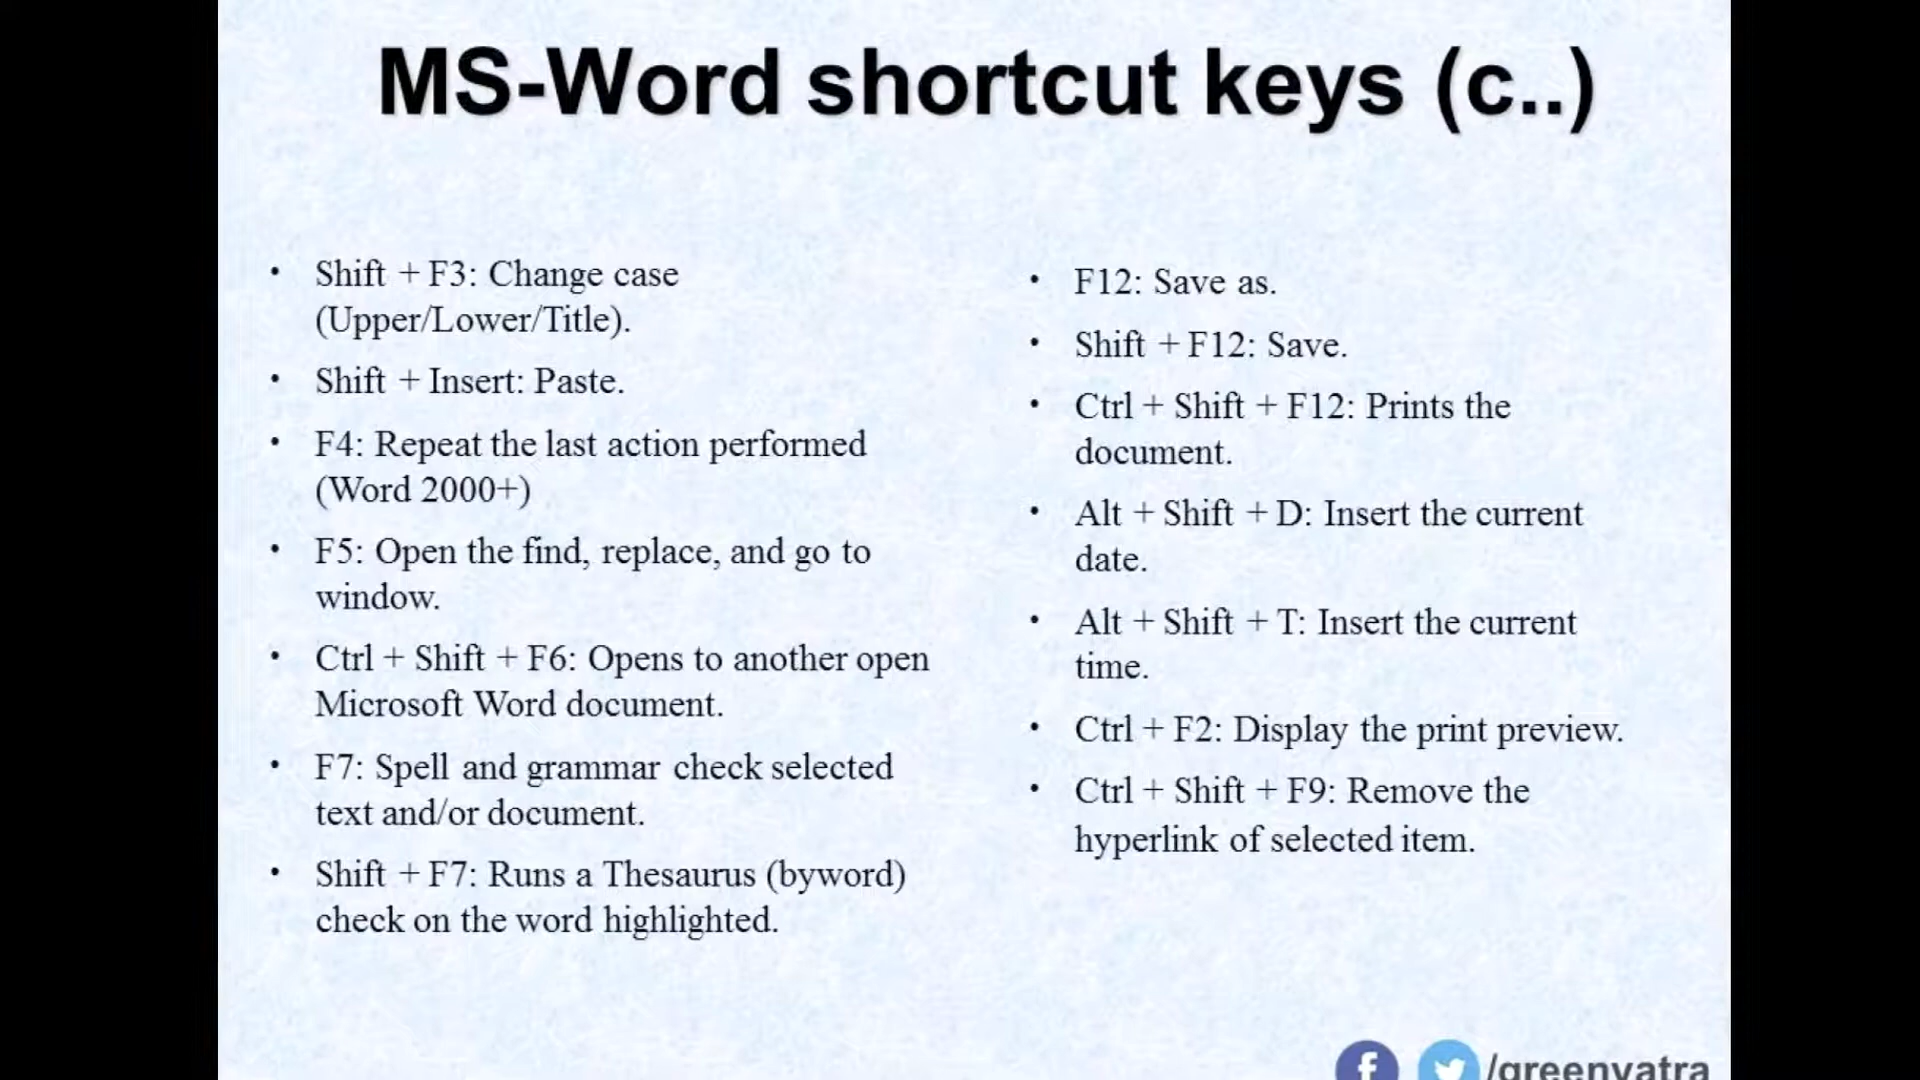 MS-Word shortcut keys (c..)
• Shift + F3: Change case
(Upper/Lower/Title).
• Shift + Insert: Paste.
• F4: Repeat the last action performed
(Word 2000+)
• F5: Open the find, replace, and go to
window.
• Ctrl + Shift + F6: Opens to another open
Microsoft Word document.
• F7: Spell and grammar check selected
text and/or document.
• Shift + F7: Runs a Thesaurus (byword)
check on the word highlighted.
• F12: Save as.
• Shift + F12: Save.
• Ctrl + Shift + F12: Prints the
document.
• Alt + Shift + D: Insert the current
date.
• Alt + Shift + T: Insert the current
time.
• Ctrl + F2: Display the print preview.
• Ctrl + Shift + F9: Remove the
hyperlink of selected item.
/greenyatra